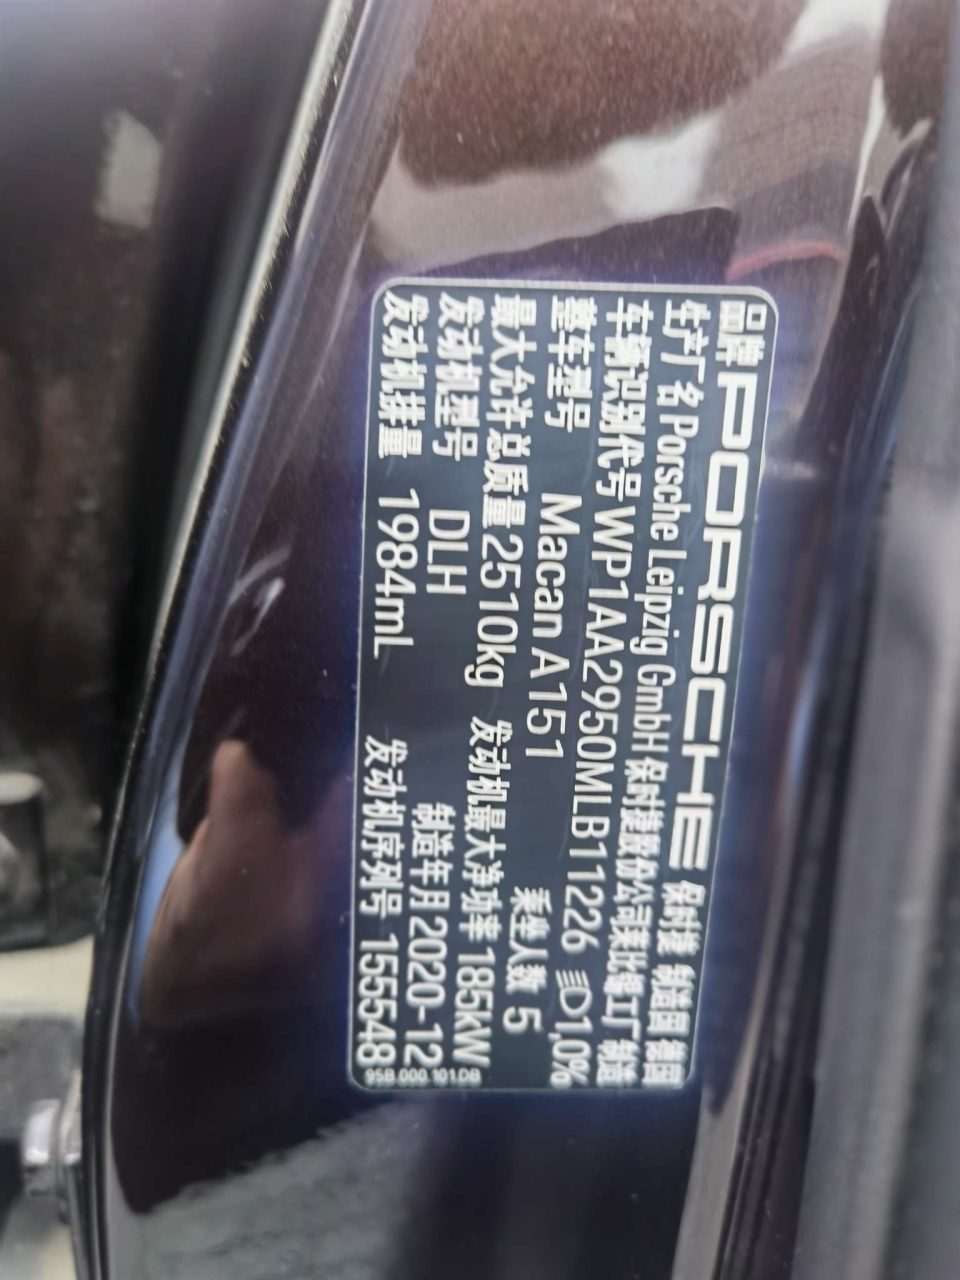 品牌 PORSCHE 保时捷 制造国 德国
生产厂名 Porsche Leipzig GmbH 保时捷股份公司莱比锡工厂 制造
车辆识别代号 WP1AA2950MLB11226 D1,0%
整车型号 Macan A151 乘坐人数 5
最大允许总质量 2510kg 发动机最大净功率 185kW
发动机型号 DLH 制造年月 2020-12
发动机排量 1984mL 发动机序列号 155548
95B.000.101.DB